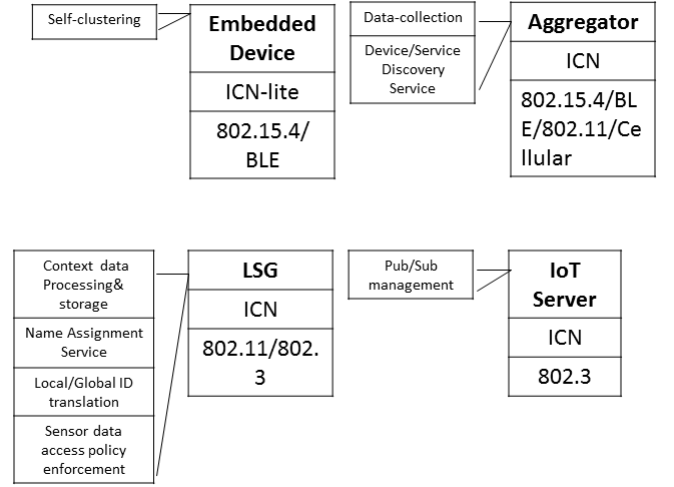 Self-clustering
Embedded
Device
ICN-lite
802.15.4/
BLE
Data-collection
Device/Service
Discovery
Service
Aggregator
ICN
802.15.4/BL
E/802.11/Ce
llular
Context data
Processing&
storage
Name Assignment
Service
Local/Global ID
translation
Sensor data
access policy
enforcement
LSG
ICN
802.11/802.
3
Pub/Sub
management
IoT
Server
ICN
802.3